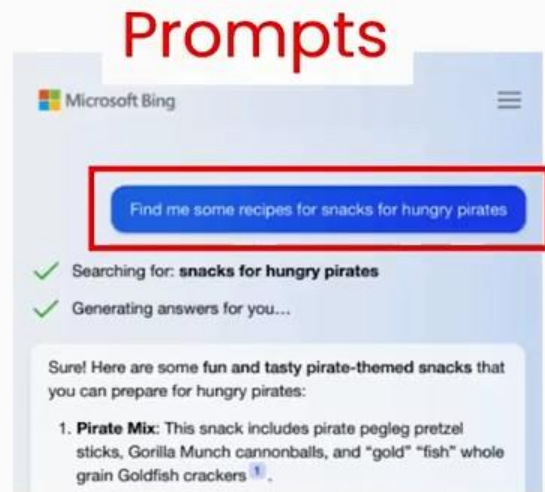 Prompts
Microsoft Bing
Find me some recipes for snacks for hungry pirates
Searching for: snacks for hungry pirates
Generating answers for you...
Sure! Here are some fun and tasty pirate-themed snacks that
you can prepare for hungry pirates:
1. Pirate Mix: This snack includes pirate pegleg pretzel
sticks, Gorilla Munch cannonballs, and “gold” “fish” whole
grain Goldfish crackers 1.